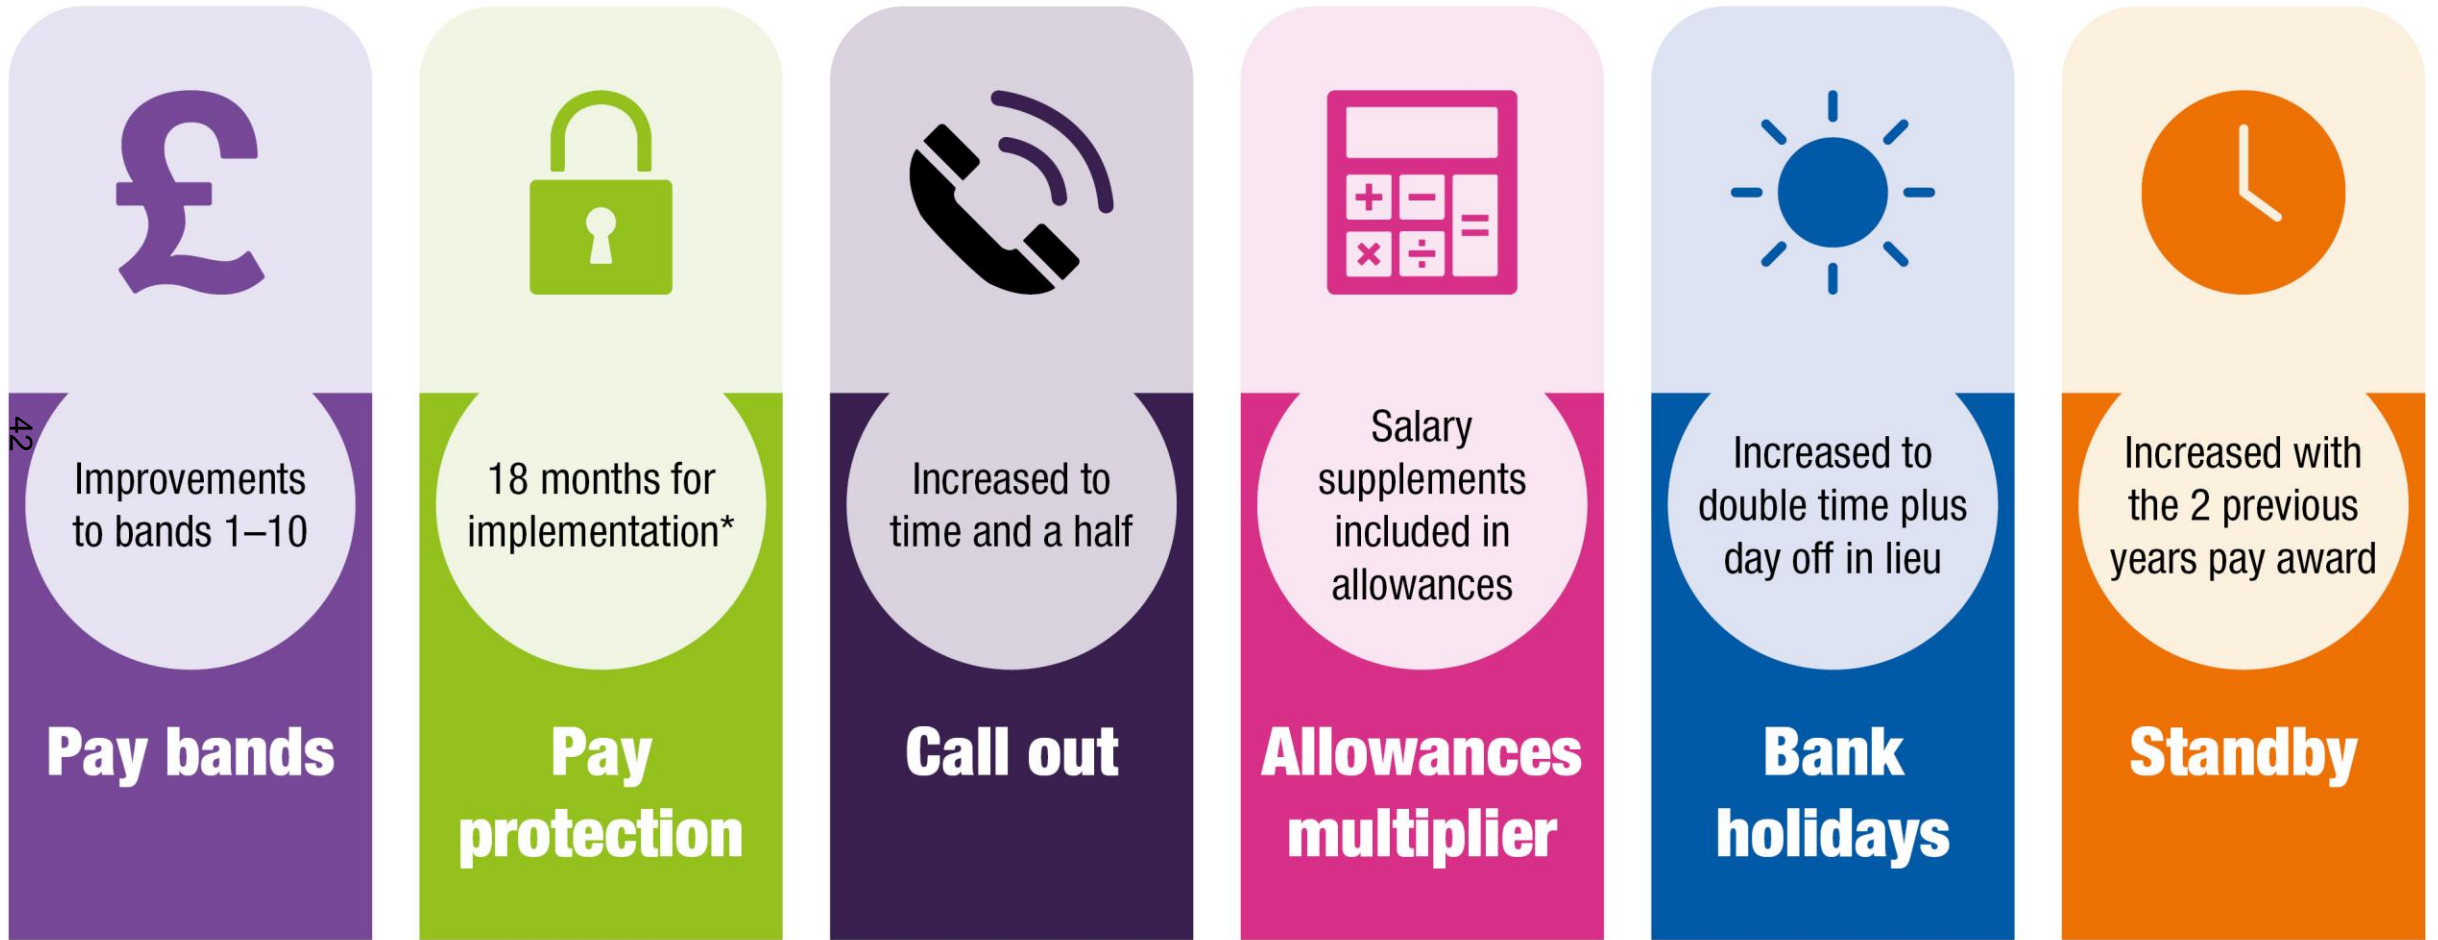 42
Improvements
to bands 1–10
Pay bands
18 months for
implementation*
Pay
protection
Increased to
time and a half
Call out
Salary
supplements
included in
allowances
Allowances
multiplier
Increased to
double time plus
day off in lieu
Bank
holidays
Increased with
the 2 previous
years pay award
Standby